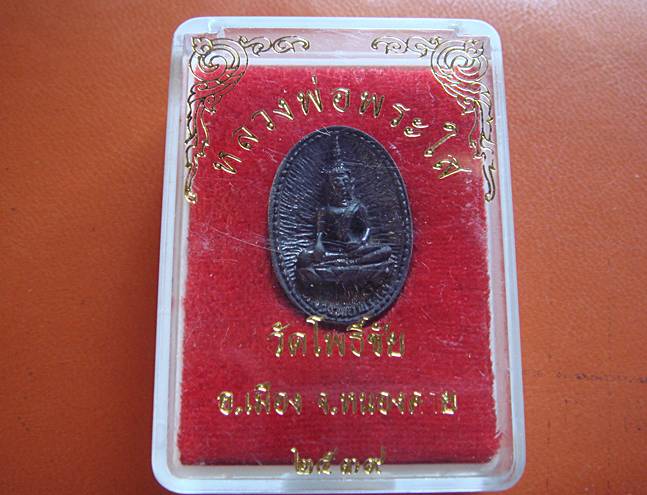 หลวงพ่อพระใส
วัดโพธิ์ชัย
อ.เมือง จ.หนองคาย
๒๕๓๙